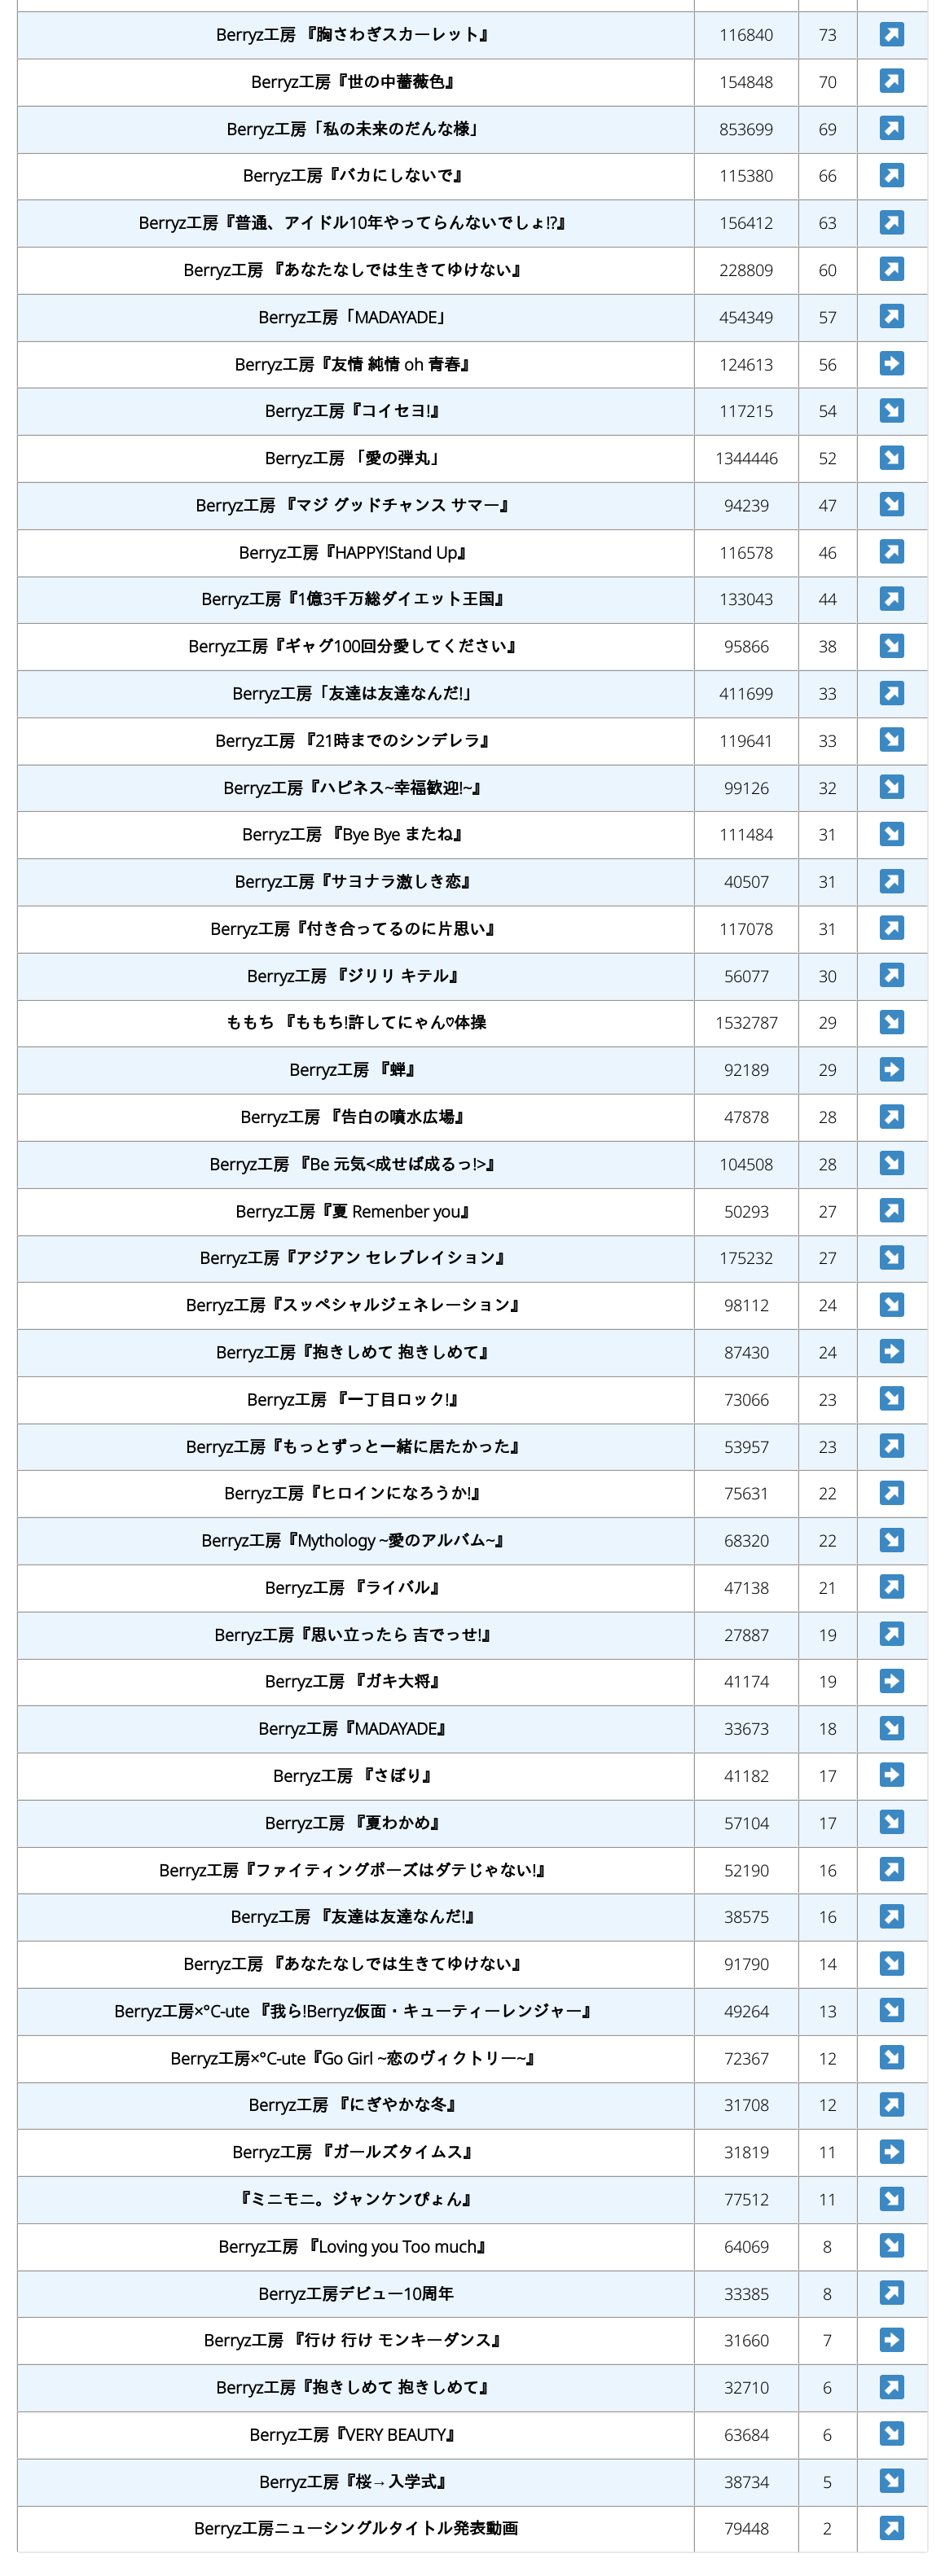 Berryz工房 『胸さわぎスカーレット』 116840 73 ↗
Berryz工房『世の中薔薇色』 154848 70 ↗
Berryz工房「私の未来のだんな様」 853699 69 ↗
Berryz工房『バカにしないで』 115380 66 ↗
Berryz工房『普通、アイドル10年やってらんないでしょ!?』 156412 63 ↗
Berryz工房 『あなたなしでは生きてゆけない』 228809 60 ↗
Berryz工房「MADAYADE」 454349 57 ↗
Berryz工房『友情 純情 oh 青春』 124613 56 ➡
Berryz工房『コイセヨ!』 117215 54 ↘
Berryz工房 「愛の弾丸」 1344446 52 ↘
Berryz工房 『マジ グッドチャンス サマー』 94239 47 ↘
Berryz工房『HAPPY!Stand Up』 116578 46 ↗
Berryz工房『1億3千万総ダイエット王国』 133043 44 ↗
Berryz工房『ギャグ100回分愛してください』 95866 38 ↘
Berryz工房「友達は友達なんだ!」 411699 33 ↗
Berryz工房 『21時までのシンデレラ』 119641 33 ↘
Berryz工房『ハピネス~幸福歓迎!~』 99126 32 ↘
Berryz工房 『Bye Bye またね』 111484 31 ↘
Berryz工房『サヨナラ激しき恋』 40507 31 ↗
Berryz工房『付き合ってるのに片思い』 117078 31 ↗
Berryz工房 『ジリリ キテル』 56077 30 ↗
ももち 『ももち!許してにゃん♡体操 1532787 29 ↘
Berryz工房 『蝉』 92189 29 ➡
Berryz工房 『告白の噴水広場』 47878 28 ↗
Berryz工房 『Be 元気<成せば成るっ!>』 104508 28 ↘
Berryz工房『夏 Remenber you』 50293 27 ↗
Berryz工房『アジアン セレブレイション』 175232 27 ↘
Berryz工房『スッペシャルジェネレーション』 98112 24 ↘
Berryz工房『抱きしめて 抱きしめて』 87430 24 ➡
Berryz工房 『一丁目ロック!』 73066 23 ↘
Berryz工房『もっとずっと一緒に居たかった』 53957 23 ↗
Berryz工房『ヒロインになろうか!』 75631 22 ↗
Berryz工房『Mythology ~愛のアルバム~』 68320 22 ↘
Berryz工房 『ライバル』 47138 21 ↗
Berryz工房『思い立ったら 吉でっせ!』 27887 19 ↗
Berryz工房 『ガキ大将』 41174 19 ➡
Berryz工房『MADAYADE』 33673 18 ↘
Berryz工房 『さぼり』 41182 17 ➡
Berryz工房 『夏わかめ』 57104 17 ↘
Berryz工房『ファイティングポーズはダテじゃない!』 52190 16 ↗
Berryz工房 『友達は友達なんだ!』 38575 16 ↗
Berryz工房 『あなたなしでは生きてゆけない』 91790 14 ↘
Berryz工房×°C-ute 『我ら!Berryz仮面・キューティーレンジャー』 49264 13 ↘
Berryz工房×°C-ute『Go Girl ~恋のヴィクトリー~』 72367 12 ↘
Berryz工房 『にぎやかな冬』 31708 12 ↗
Berryz工房 『ガールズタイムス』 31819 11 ➡
『ミニモニ。ジャンケンぴょん』 77512 11 ↘
Berryz工房 『Loving you Too much』 64069 8 ↘
Berryz工房デビュー10周年 33385 8 ↗
Berryz工房 『行け 行け モンキーダンス』 31660 7 ➡
Berryz工房『抱きしめて 抱きしめて』 32710 6 ↗
Berryz工房『VERY BEAUTY』 63684 6 ↘
Berryz工房『桜→入学式』 38734 5 ↘
Berryz工房ニューシングルタイトル発表動画 79448 2 ↗